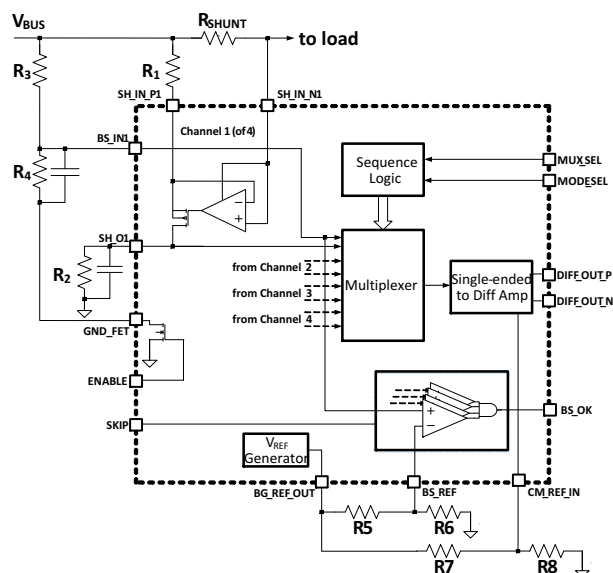 VBUS
RSHUNT
to load
R3
R1
SH_IN_P1
SH_IN_N1
Channel 1 (of 4)
BS_IN1
R4
Sequence
Logic
MUX_SEL
MODESEL
SH_O1
R2
from Channel 2
from Channel 3
from Channel 4
Multiplexer
Single-ended
to Diff Amp
DIFF_OUT_P
DIFF_OUT_N
GND_FET
ENABLE
SKIP
BS_OK
VREF
Generator
BG_REF_OUT
BS_REF
CM_REF_IN
R5
R6
R7
R8